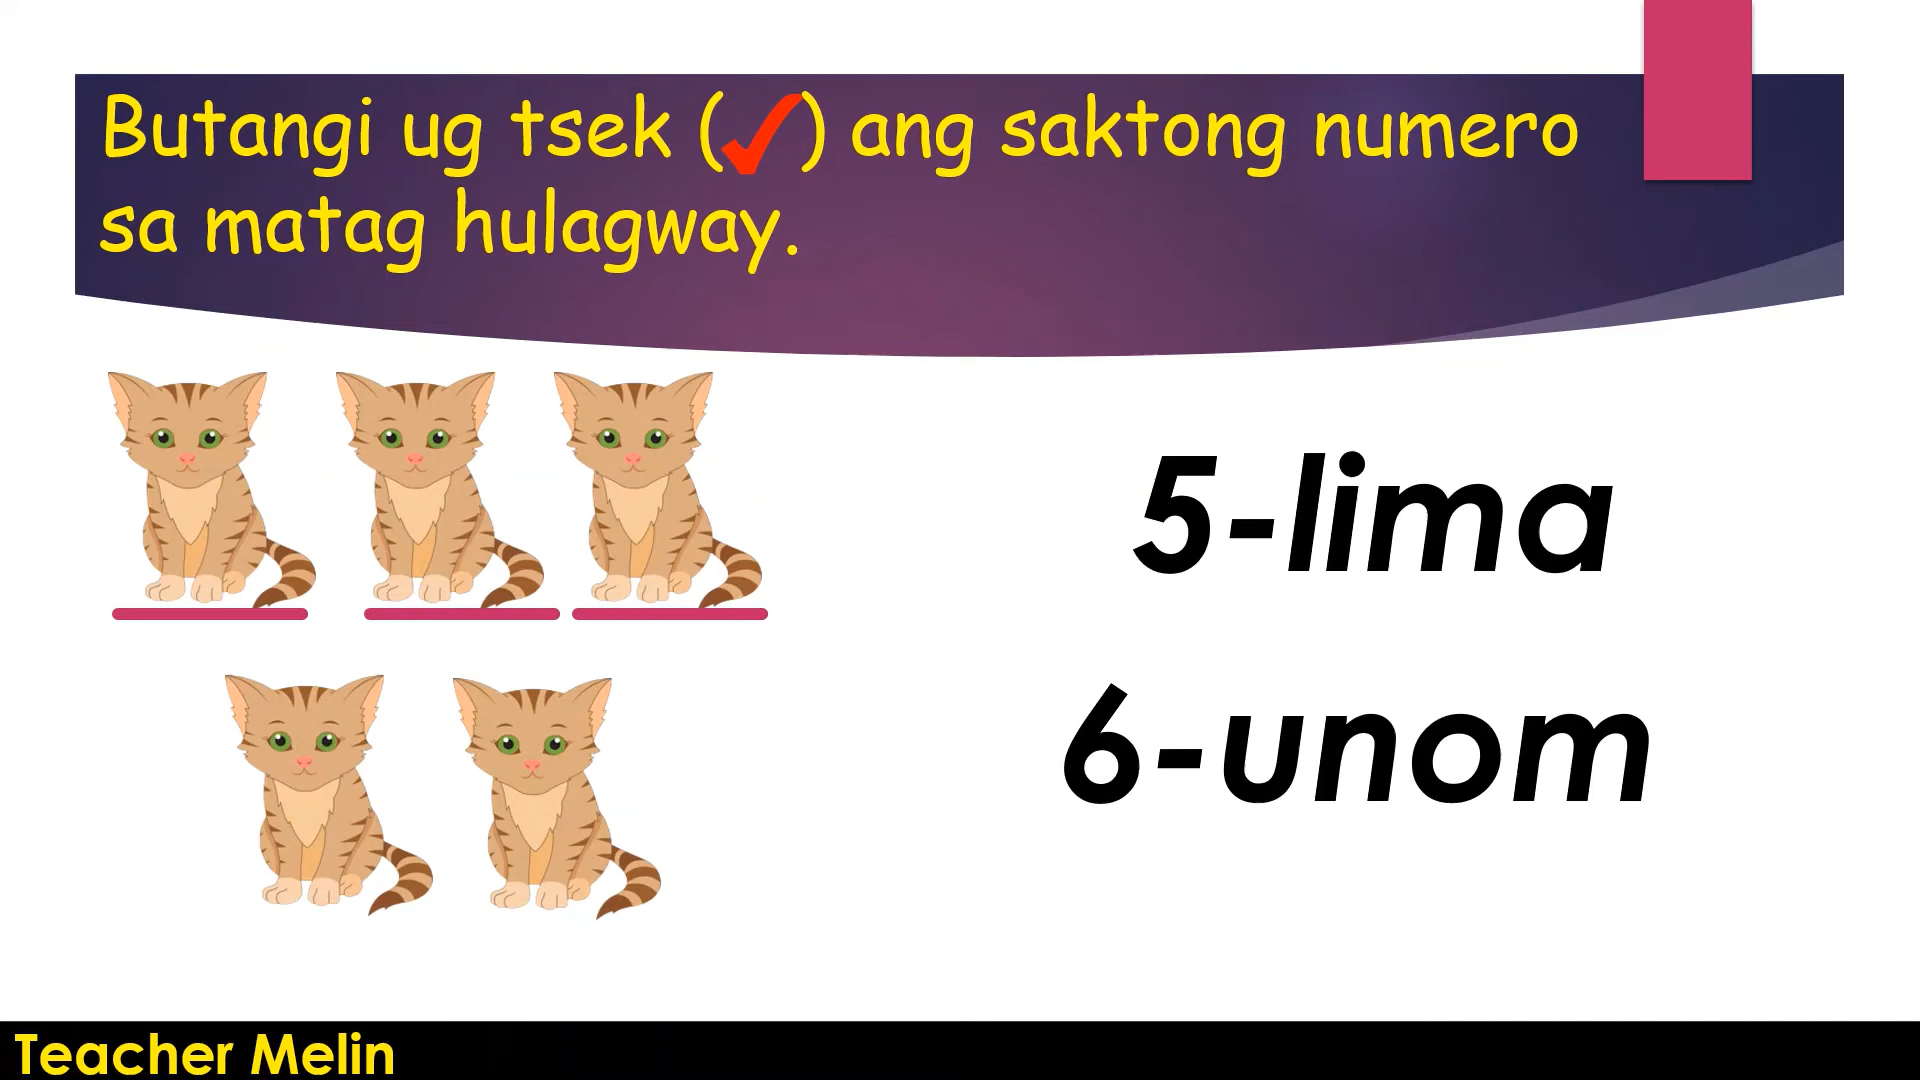 Butangi ug tsek (✓) ang saktong numero
sa matag hulagway.
5-lima
6-unom
Teacher Melin